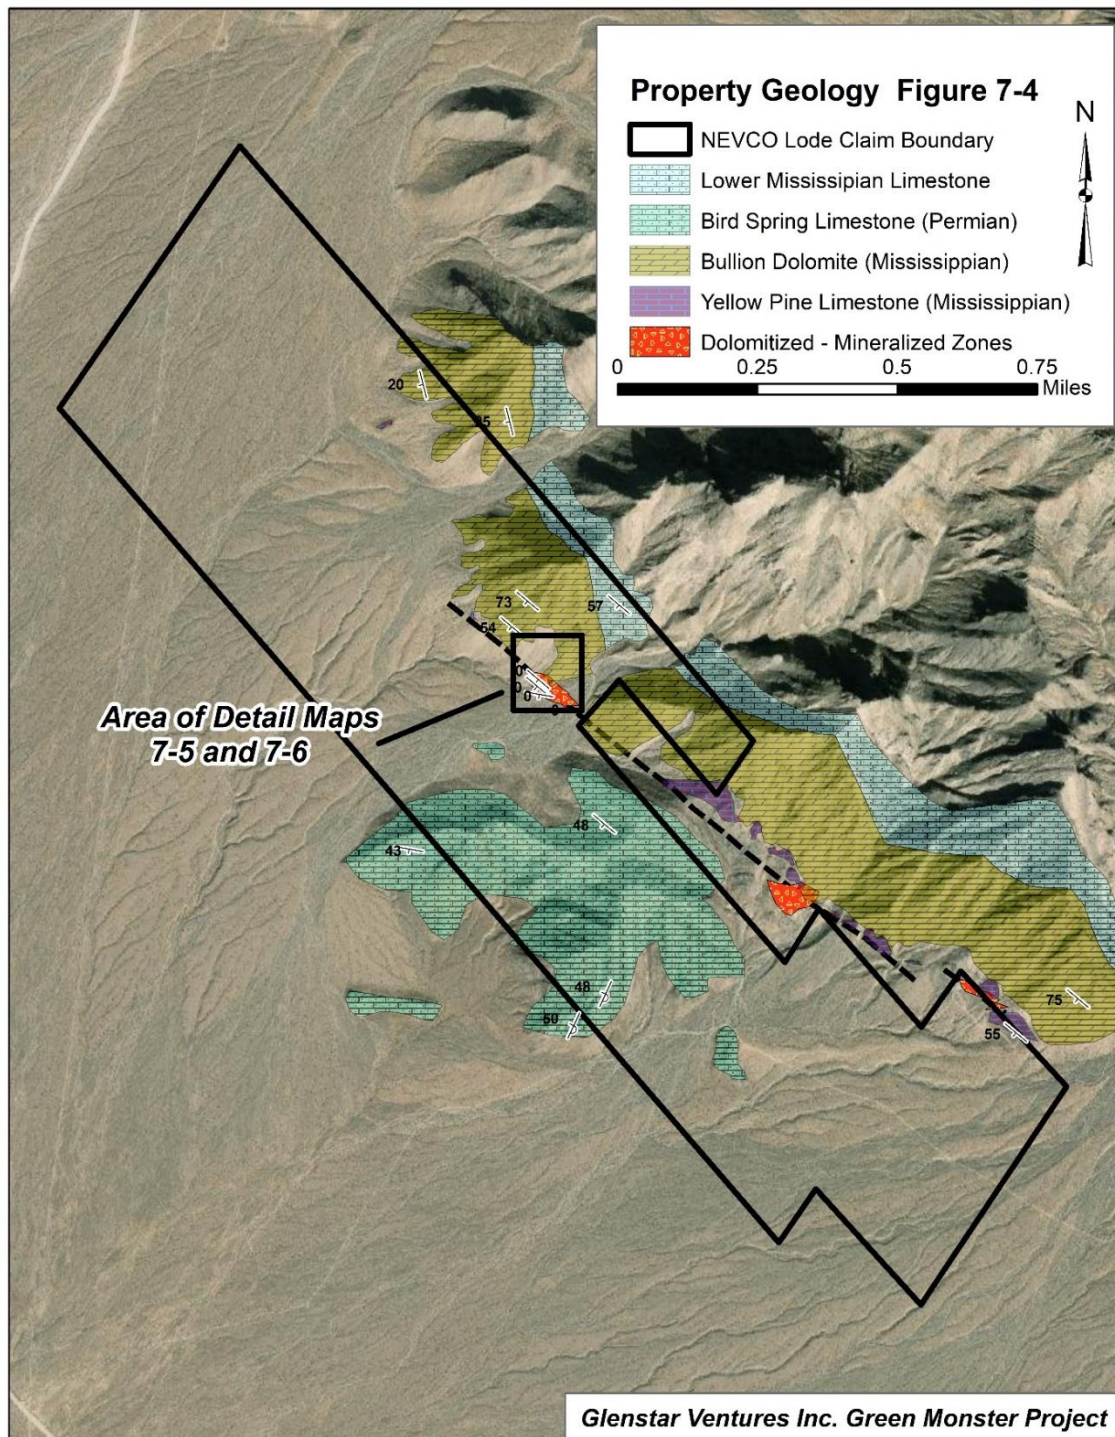 Property Geology Figure 7-4
N
NEVCO Lode Claim Boundary
Lower Mississipian Limestone
Bird Spring Limestone (Permian)
Bullion Dolomite (Mississippian)
Yellow Pine Limestone (Mississippian)
Dolomitized - Mineralized Zones
0 0.25 0.5 0.75
Miles
20
73
57
54
0
0
0
Area of Detail Maps
7-5 and 7-6
48
43
48
50
75
55
Glenstar Ventures Inc. Green Monster Project